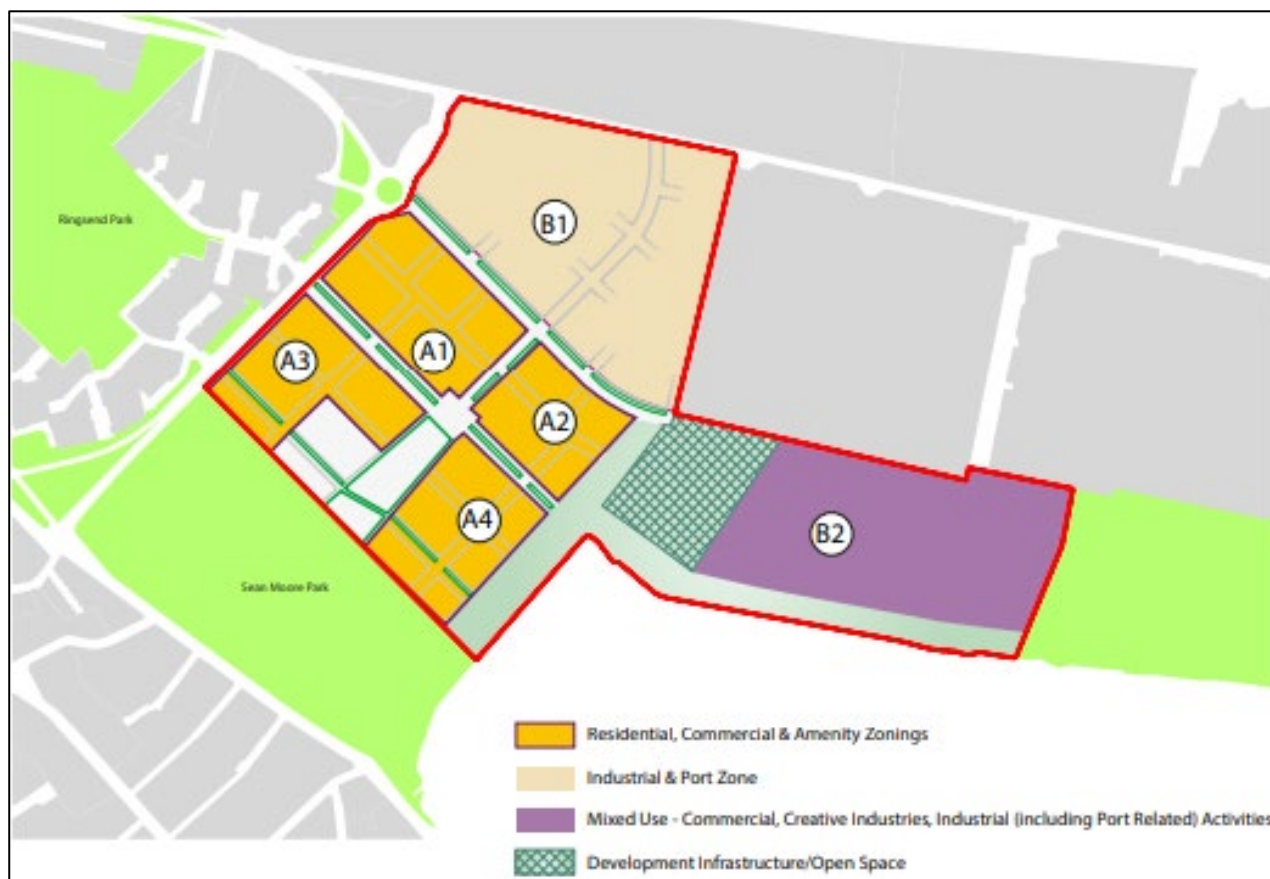 Ringsend Park
B1
A3
A1
A2
A4
B2
Sean Moore Park
Residential, Commercial & Amenity Zonings
Industrial & Port Zone
Mixed Use - Commercial, Creative Industries, Industrial (including Port Related) Activities
Development Infrastructure/Open Space